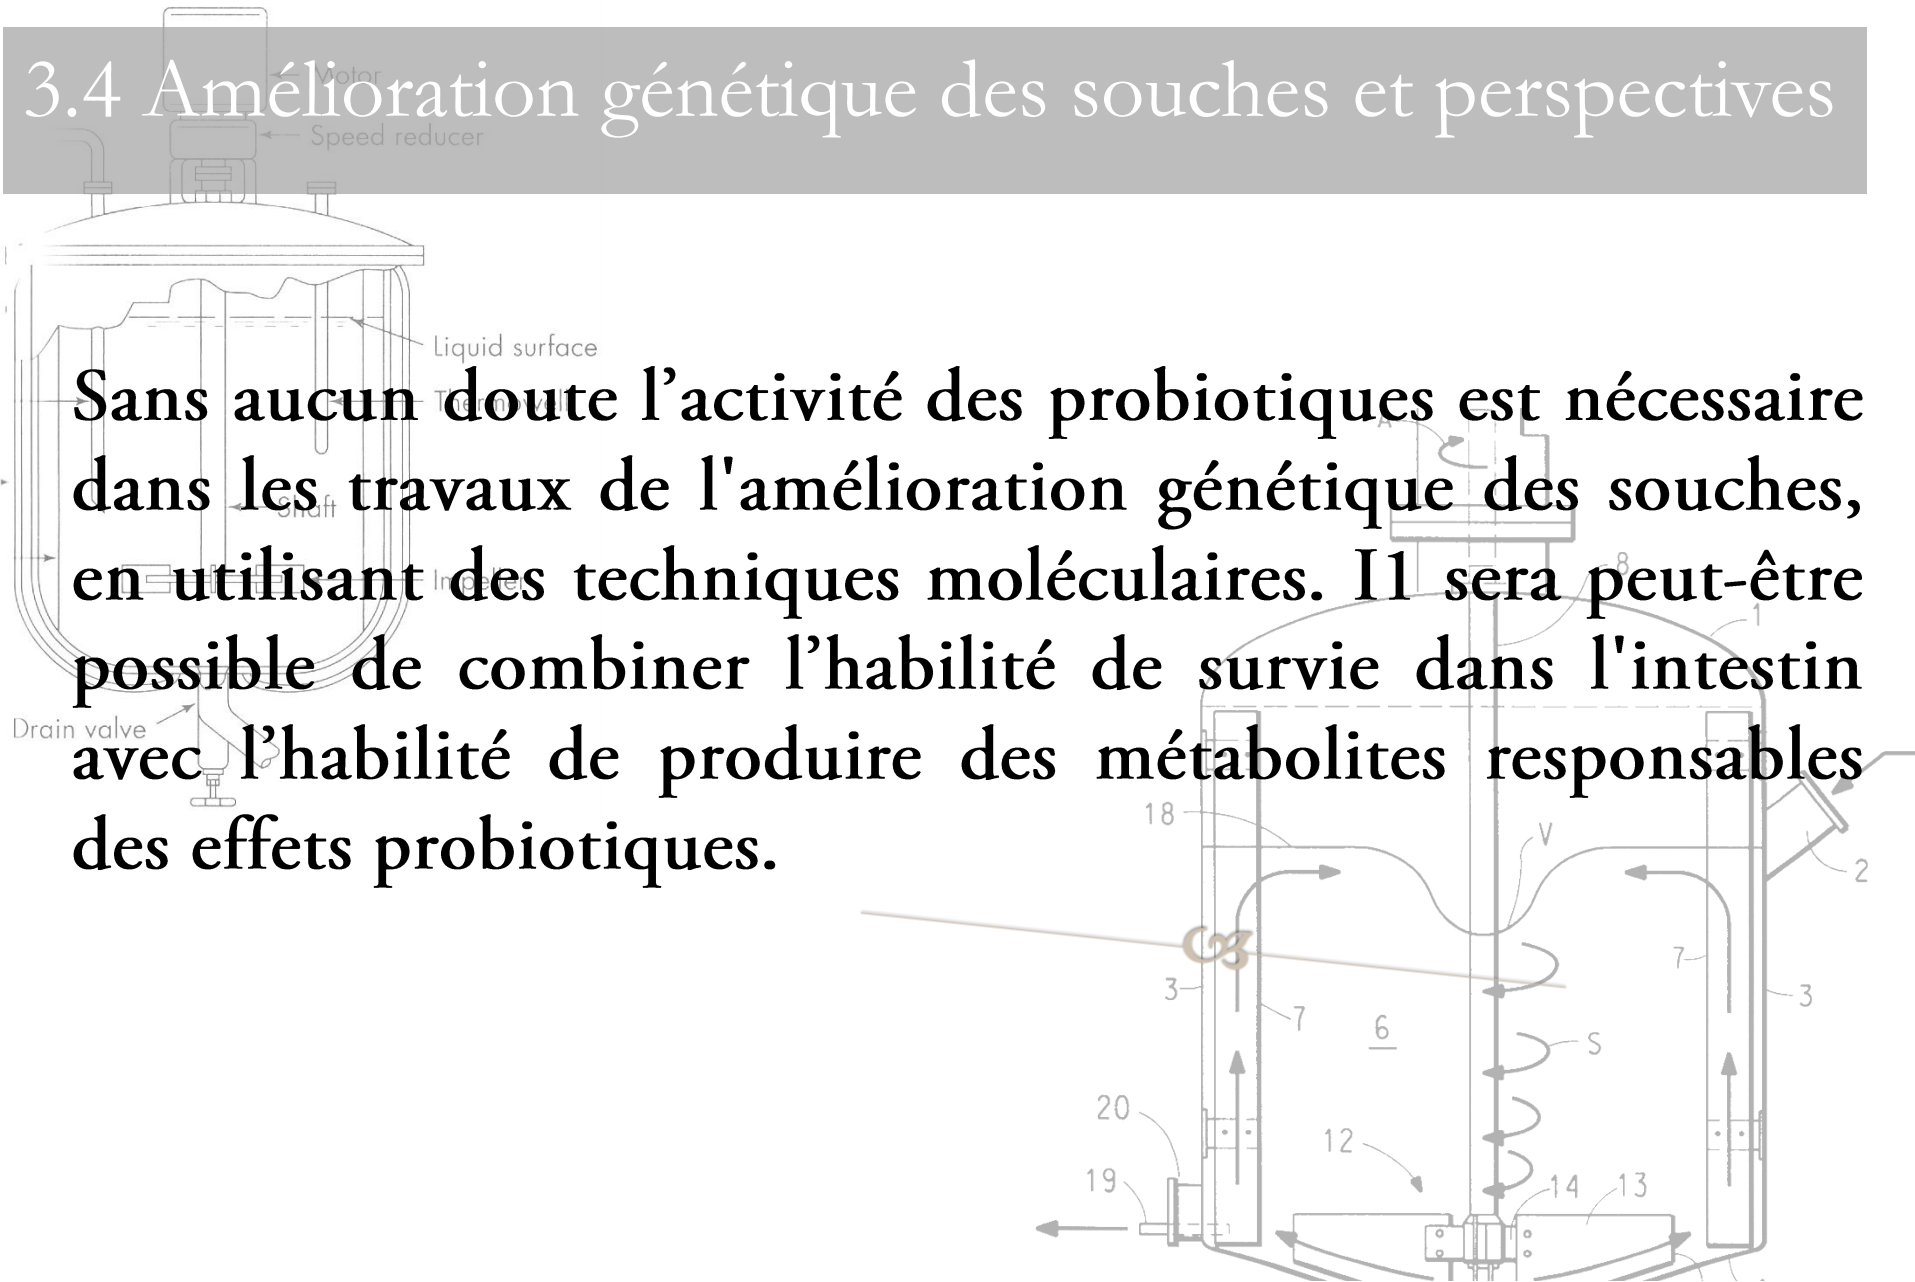 3.4 Amélioration génétique des souches et perspectives
Motor
Speed reducer
Liquid surface
Thermowell
Sans aucun doute l’activité des probiotiques est nécessaire
A
dans les travaux de l'amélioration génétique des souches,
Shaft
en utilisant des techniques moléculaires. I1 sera peut-être
Impeller
8
1
possible de combiner l’habilité de survie dans l'intestin
Drain valve
avec l’habilité de produire des métabolites responsables
18
V
des effets probiotiques.
2
7
3
3
7
6
S
20
12
19
14
13